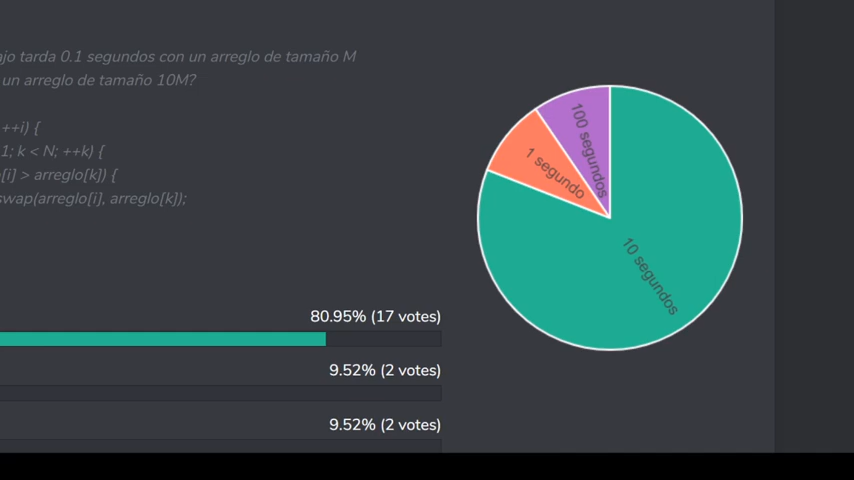 ajo tarda 0.1 segundos con un arreglo de tamaño M
un arreglo de tamaño 10M?
++i) {
1; k < N; ++k) {
[i] > arreglo[k]) {
swap(arreglo[i], arreglo[k]);
100 segundos
1 segundo
10 segundos
80.95% (17 votes)
9.52% (2 votes)
9.52% (2 votes)